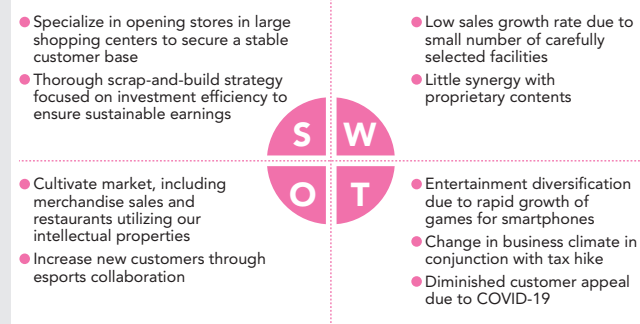 ● Specialize in opening stores in large
shopping centers to secure a stable
customer base
● Thorough scrap-and-build strategy
focused on investment efficiency to
ensure sustainable earnings
● Low sales growth rate due to
small number of carefully
selected facilities
● Little synergy with
proprietary contents
S W
O T
● Cultivate market, including
merchandise sales and
restaurants utilizing our
intellectual properties
● Increase new customers through
esports collaboration
● Entertainment diversification
due to rapid growth of
games for smartphones
● Change in business climate in
conjunction with tax hike
● Diminished customer appeal
due to COVID-19